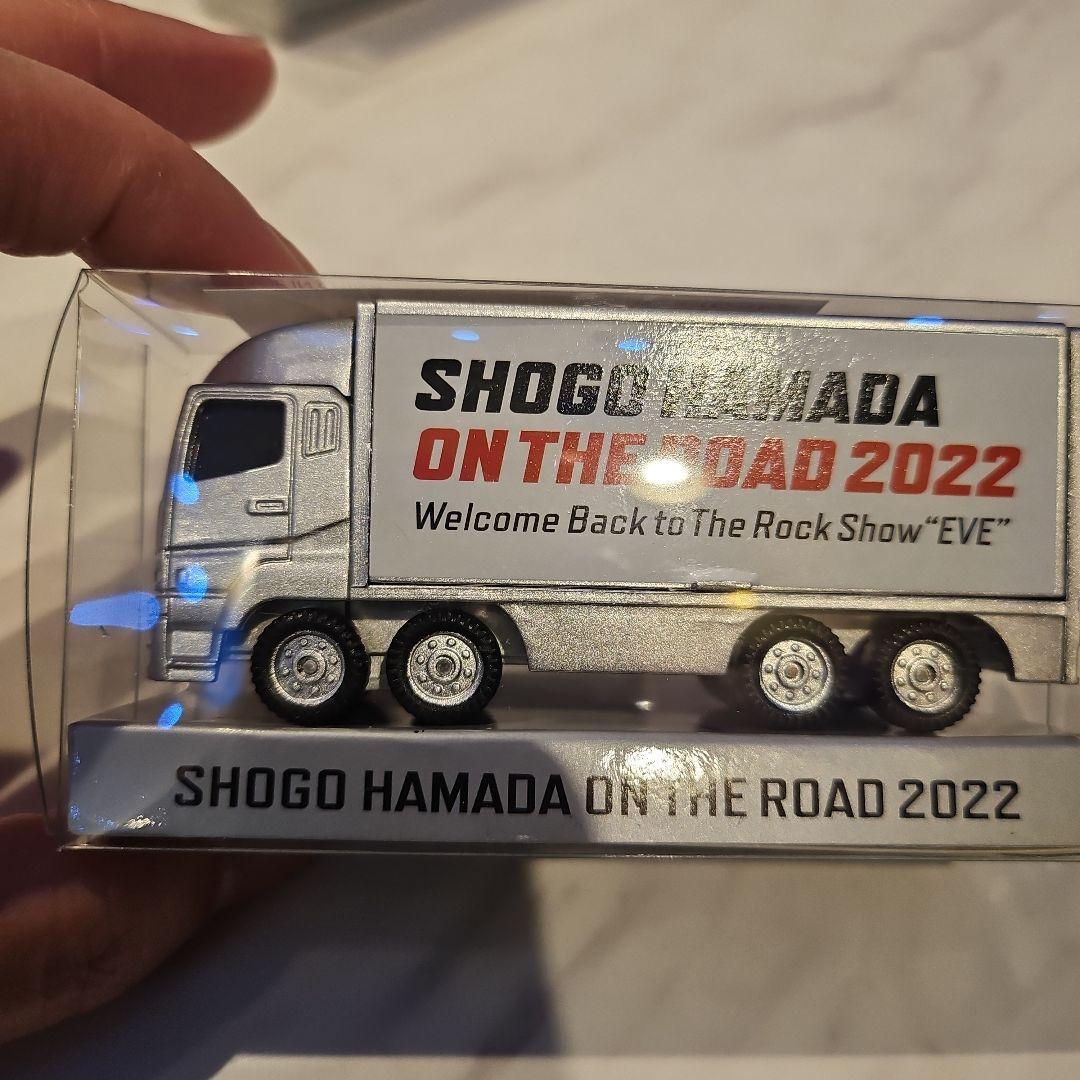 SHOGO HAMADA
ON THE ROAD 2022
Welcome Back to The Rock Show "EVE"
SHOGO HAMADA ON THE ROAD 2022